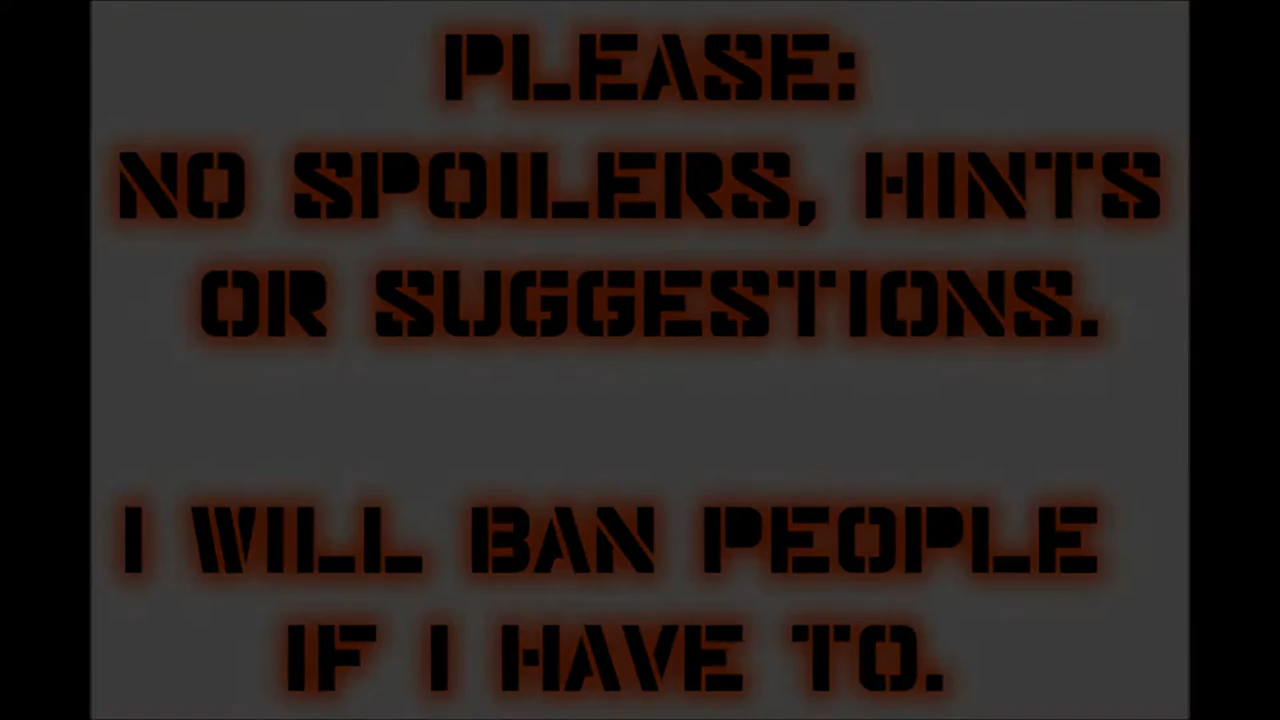 PLEASE:
NO SPOILERS, HINTS
OR SUGGESTIONS.
I WILL BAN PEOPLE
IF I HAVE TO.